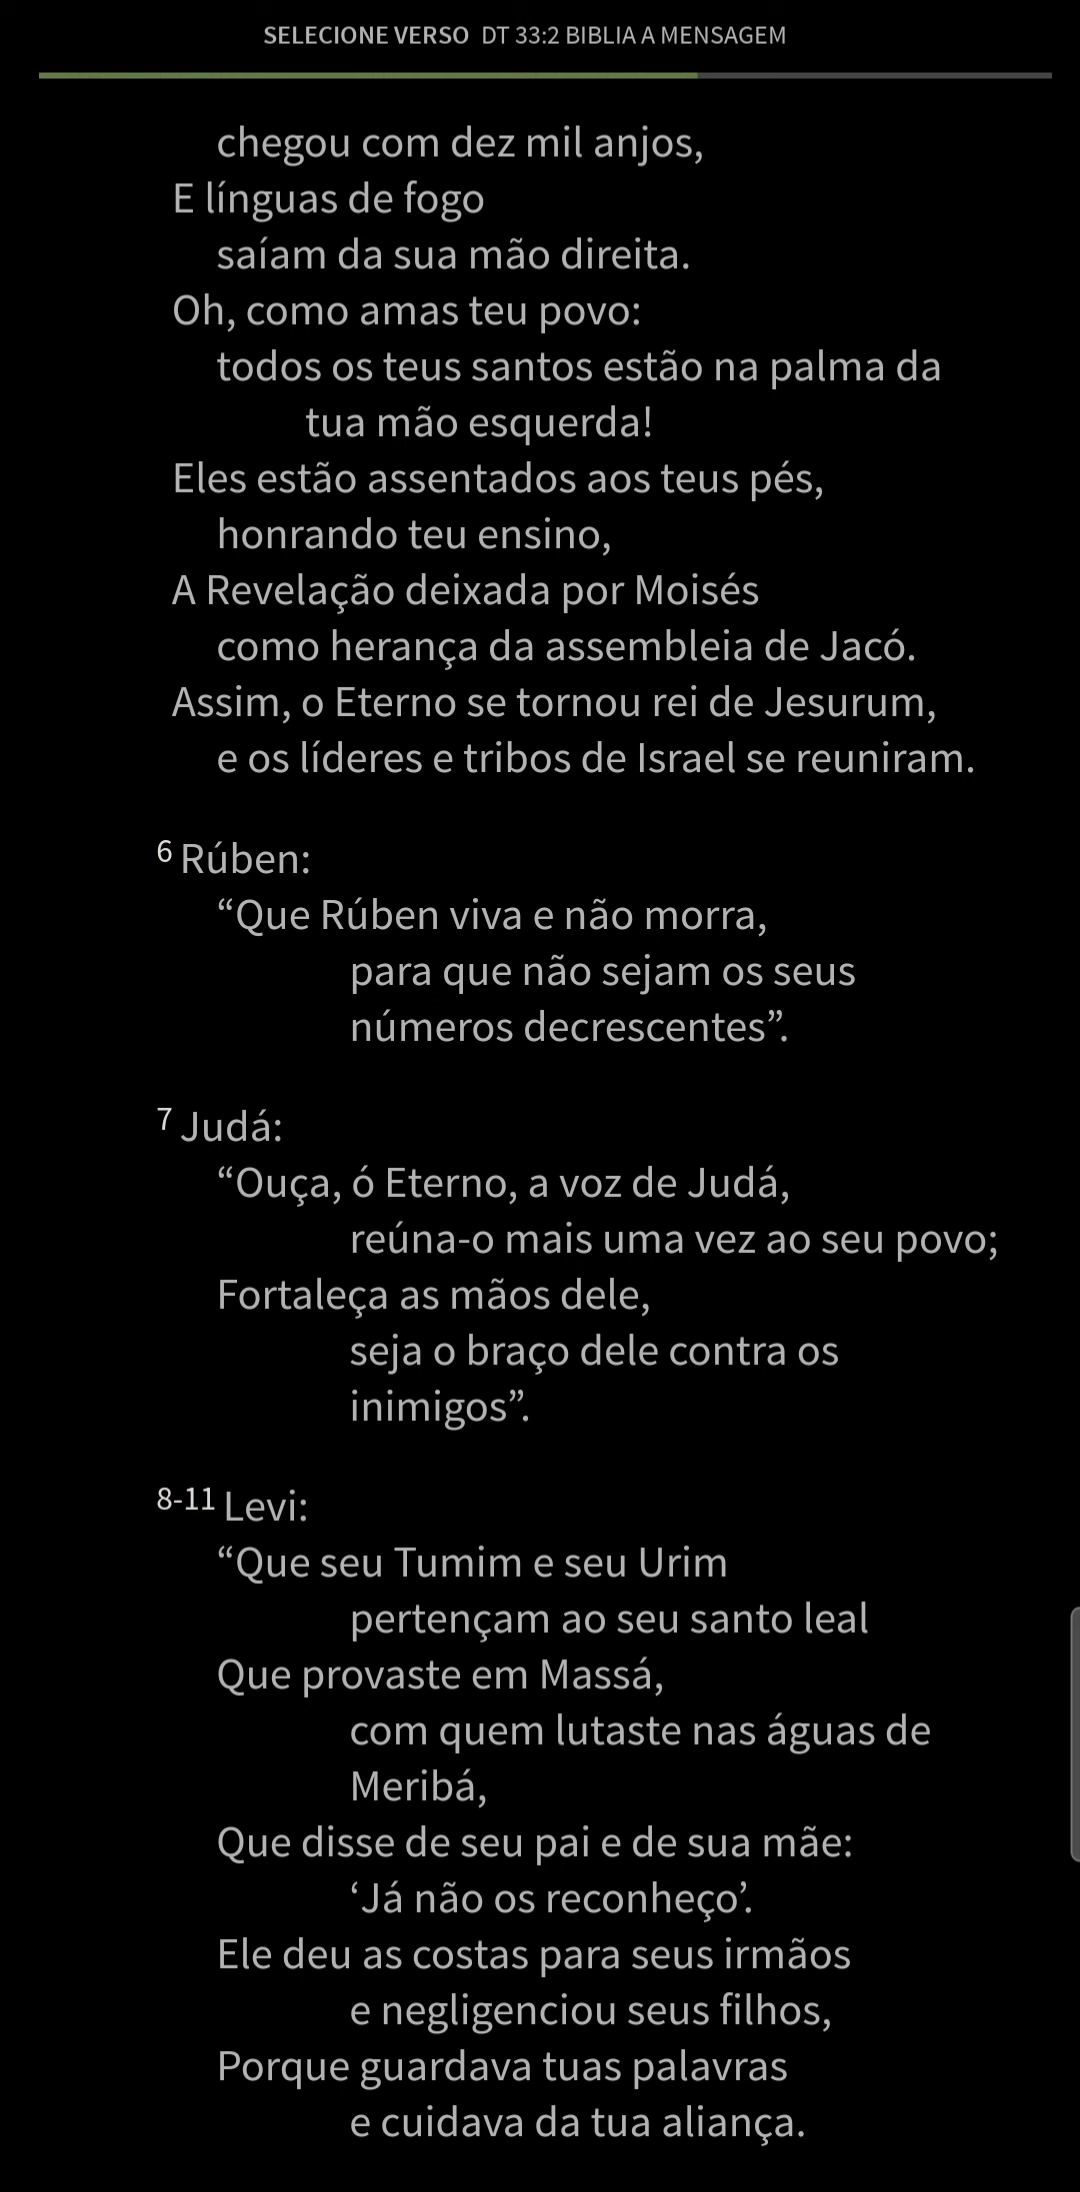 SELECIONE VERSO DT 33:2 BIBLIA A MENSAGEM
chegou com dez mil anjos,
E línguas de fogo
saíam da sua mão direita.
Oh, como amas teu povo:
todos os teus santos estão na palma da
tua mão esquerda!
Eles estão assentados aos teus pés,
honrando teu ensino,
A Revelação deixada por Moisés
como herança da assembleia de Jacó.
Assim, o Eterno se tornou rei de Jesurum,
e os líderes e tribos de Israel se reuniram.
6 Rúben:
“Que Rúben viva e não morra,
para que não sejam os seus
números decrescentes”.
7 Judá:
“Ouça, ó Eterno, a voz de Judá,
reúna-o mais uma vez ao seu povo;
Fortaleça as mãos dele,
seja o braço dele contra os
inimigos”.
8-11 Levi:
“Que seu Tumim e seu Urim
pertençam ao seu santo leal
Que provaste em Massá,
com quem lutaste nas águas de
Meribá,
Que disse de seu pai e de sua mãe:
‘Já não os reconheço’.
Ele deu as costas para seus irmãos
e negligenciou seus filhos,
Porque guardava tuas palavras
e cuidava da tua aliança.